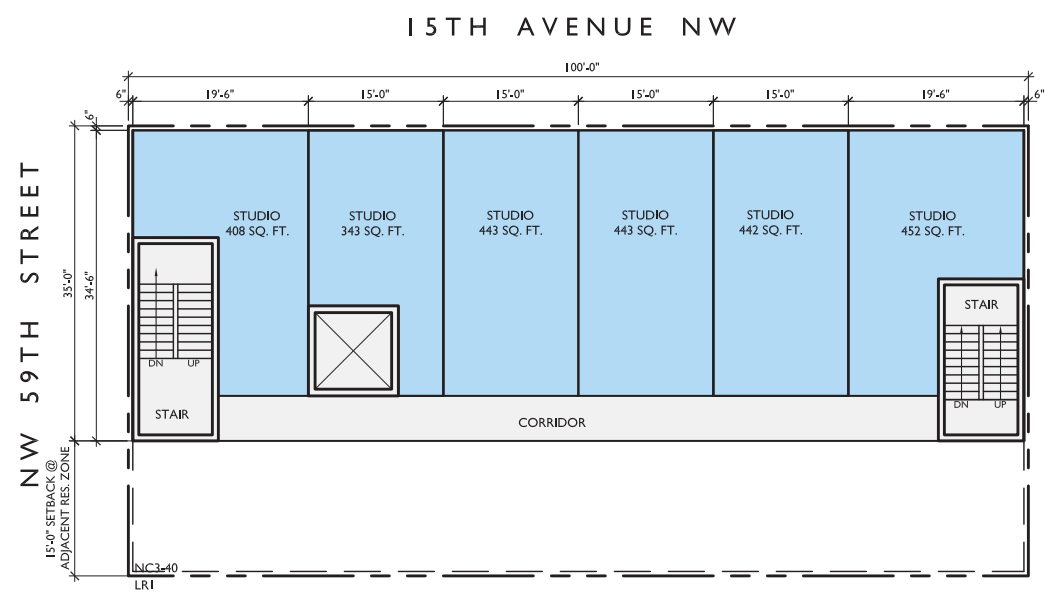 15TH AVENUE NW
100'-0"
6"
19'-6"
15'-0"
15'-0"
15'-0"
15'-0"
19'-6"
6"
6"
NW 59TH STREET
35'-0"
34'-6"
STUDIO
408 SQ. FT.
STUDIO
343 SQ. FT.
STUDIO
443 SQ. FT.
STUDIO
443 SQ. FT.
STUDIO
442 SQ. FT.
STUDIO
452 SQ. FT.
DN
UP
STAIR
STAIR
DN
UP
CORRIDOR
15'-0" SETBACK @
ADJACENT RES. ZONE
NC3-40
LR1